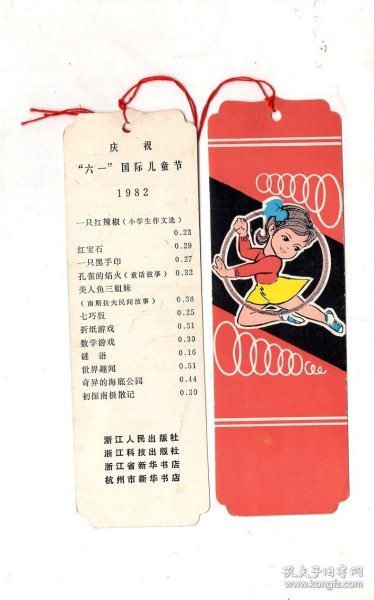 庆 祝
“六一”国际儿童节
1982
一只红辣椒（小学生作文选）
0.23
红宝石 0.29
一只黑手印 0.27
孔雀的焰火（童话故事）0.32
美人鱼三姐妹
（南斯拉夫民间故事） 0.38
七巧板 0.25
折纸游戏 0.31
数学游戏 0.30
谜语 0.16
世界趣闻 0.51
奇异的海底公园 0.44
初探南极散记 0.30
浙江人民出版社
浙江科技出版社
浙江省新华书店
杭州市新华书店
孔夫子旧书网
www.kongfz.com